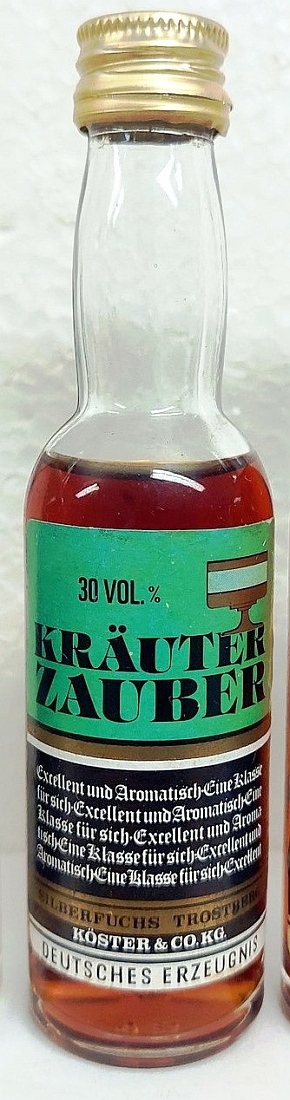 30 VOL.%
KRÄUTER
ZAUBER
Excellent und Aromatisch-Eine Klasse
für sich-Excellent und Aromatisch-Eine
Klasse für sich-Excellent und Aroma
tisch-Eine Klasse für sich-Excellent und
Aromatisch-Eine Klasse für sich-Excellent
SILBERFUCHS TROSTBERG
KÖSTER & CO. KG.
DEUTSCHES ERZEUGNIS